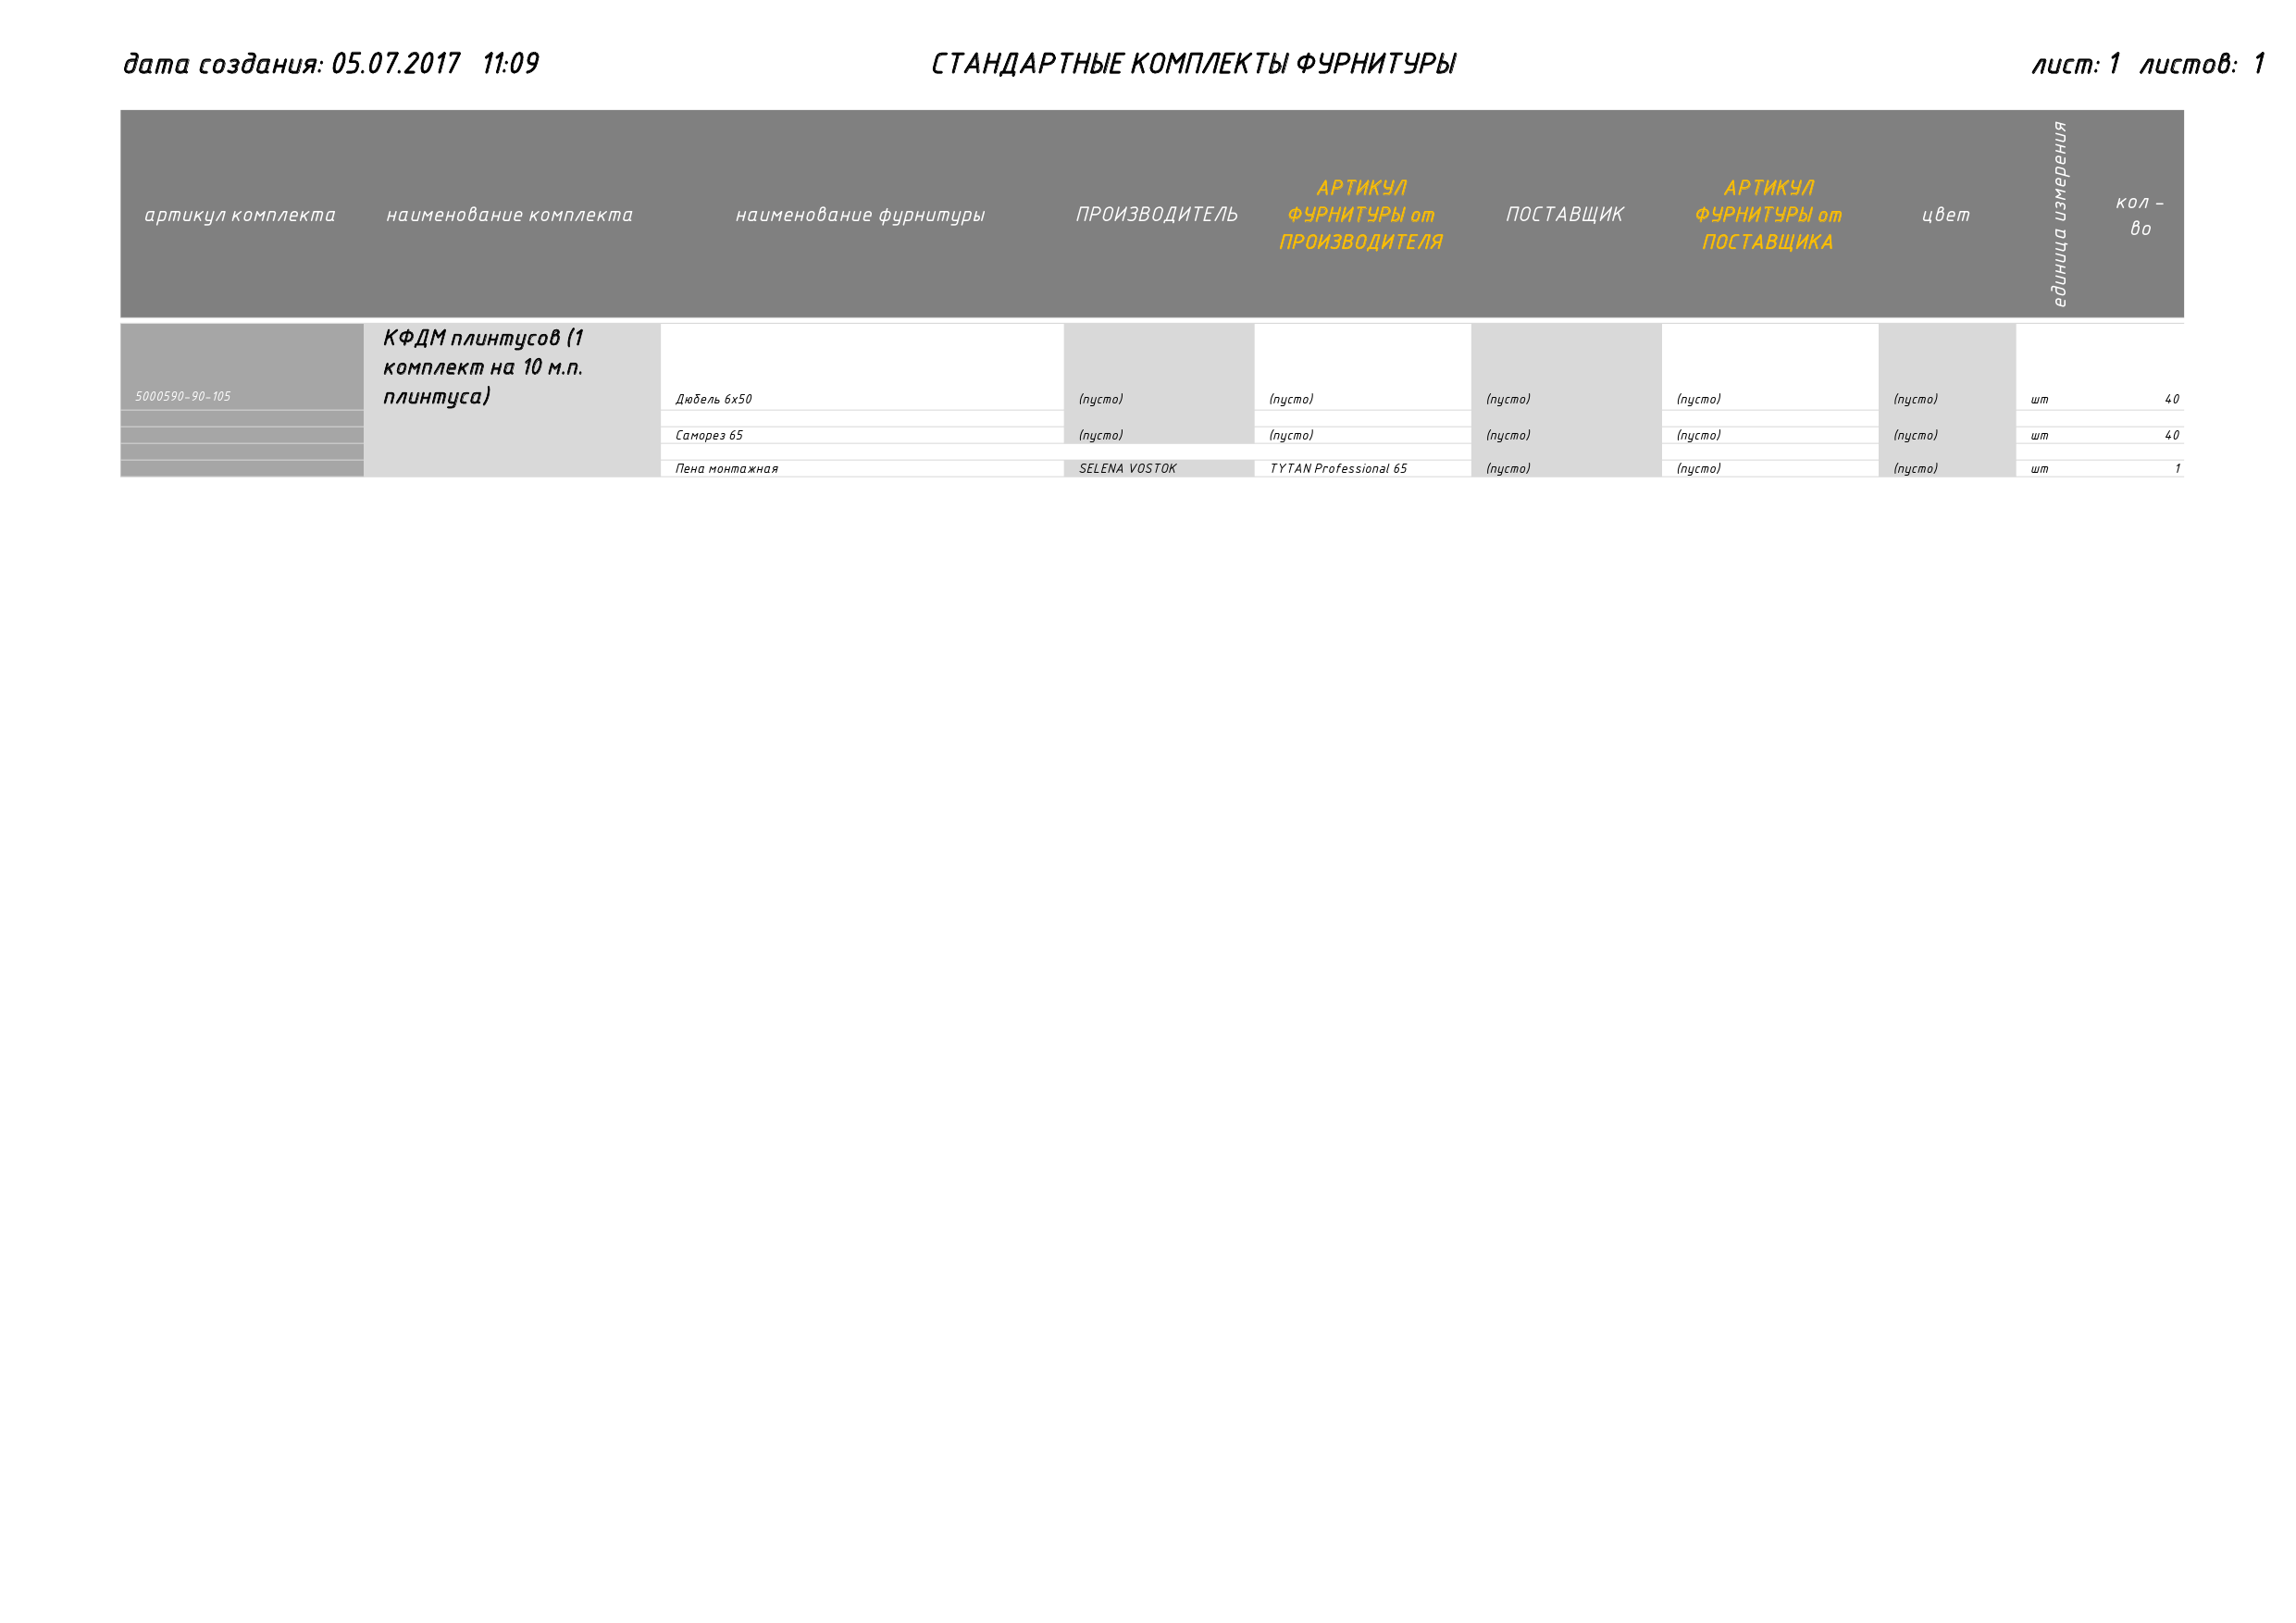 дата создания: 05.07.2017 11:09 СТАНДАРТНЫЕ КОМПЛЕКТЫ ФУРНИТУРЫ лист: 1 листов: 1
артикул комплекта
наименование комплекта
наименование фурнитуры
ПРОИЗВОДИТЕЛЬ
АРТИКУЛ
ФУРНИТУРЫ от
ПРОИЗВОДИТЕЛЯ
ПОСТАВЩИК
АРТИКУЛ
ФУРНИТУРЫ от
ПОСТАВЩИКА
цвет
единица измерения
кол -
во
5000590-90-105
КФДМ плинтусов (1
комплект на 10 м.п.
плинтуса)
Дюбель 6х50 (пусто) (пусто) (пусто) (пусто) (пусто) шт 40
Саморез 65 (пусто) (пусто) (пусто) (пусто) (пусто) шт 40
Пена монтажная SELENA VOSTOK TYTAN Professional 65 (пусто) (пусто) (пусто) шт 1